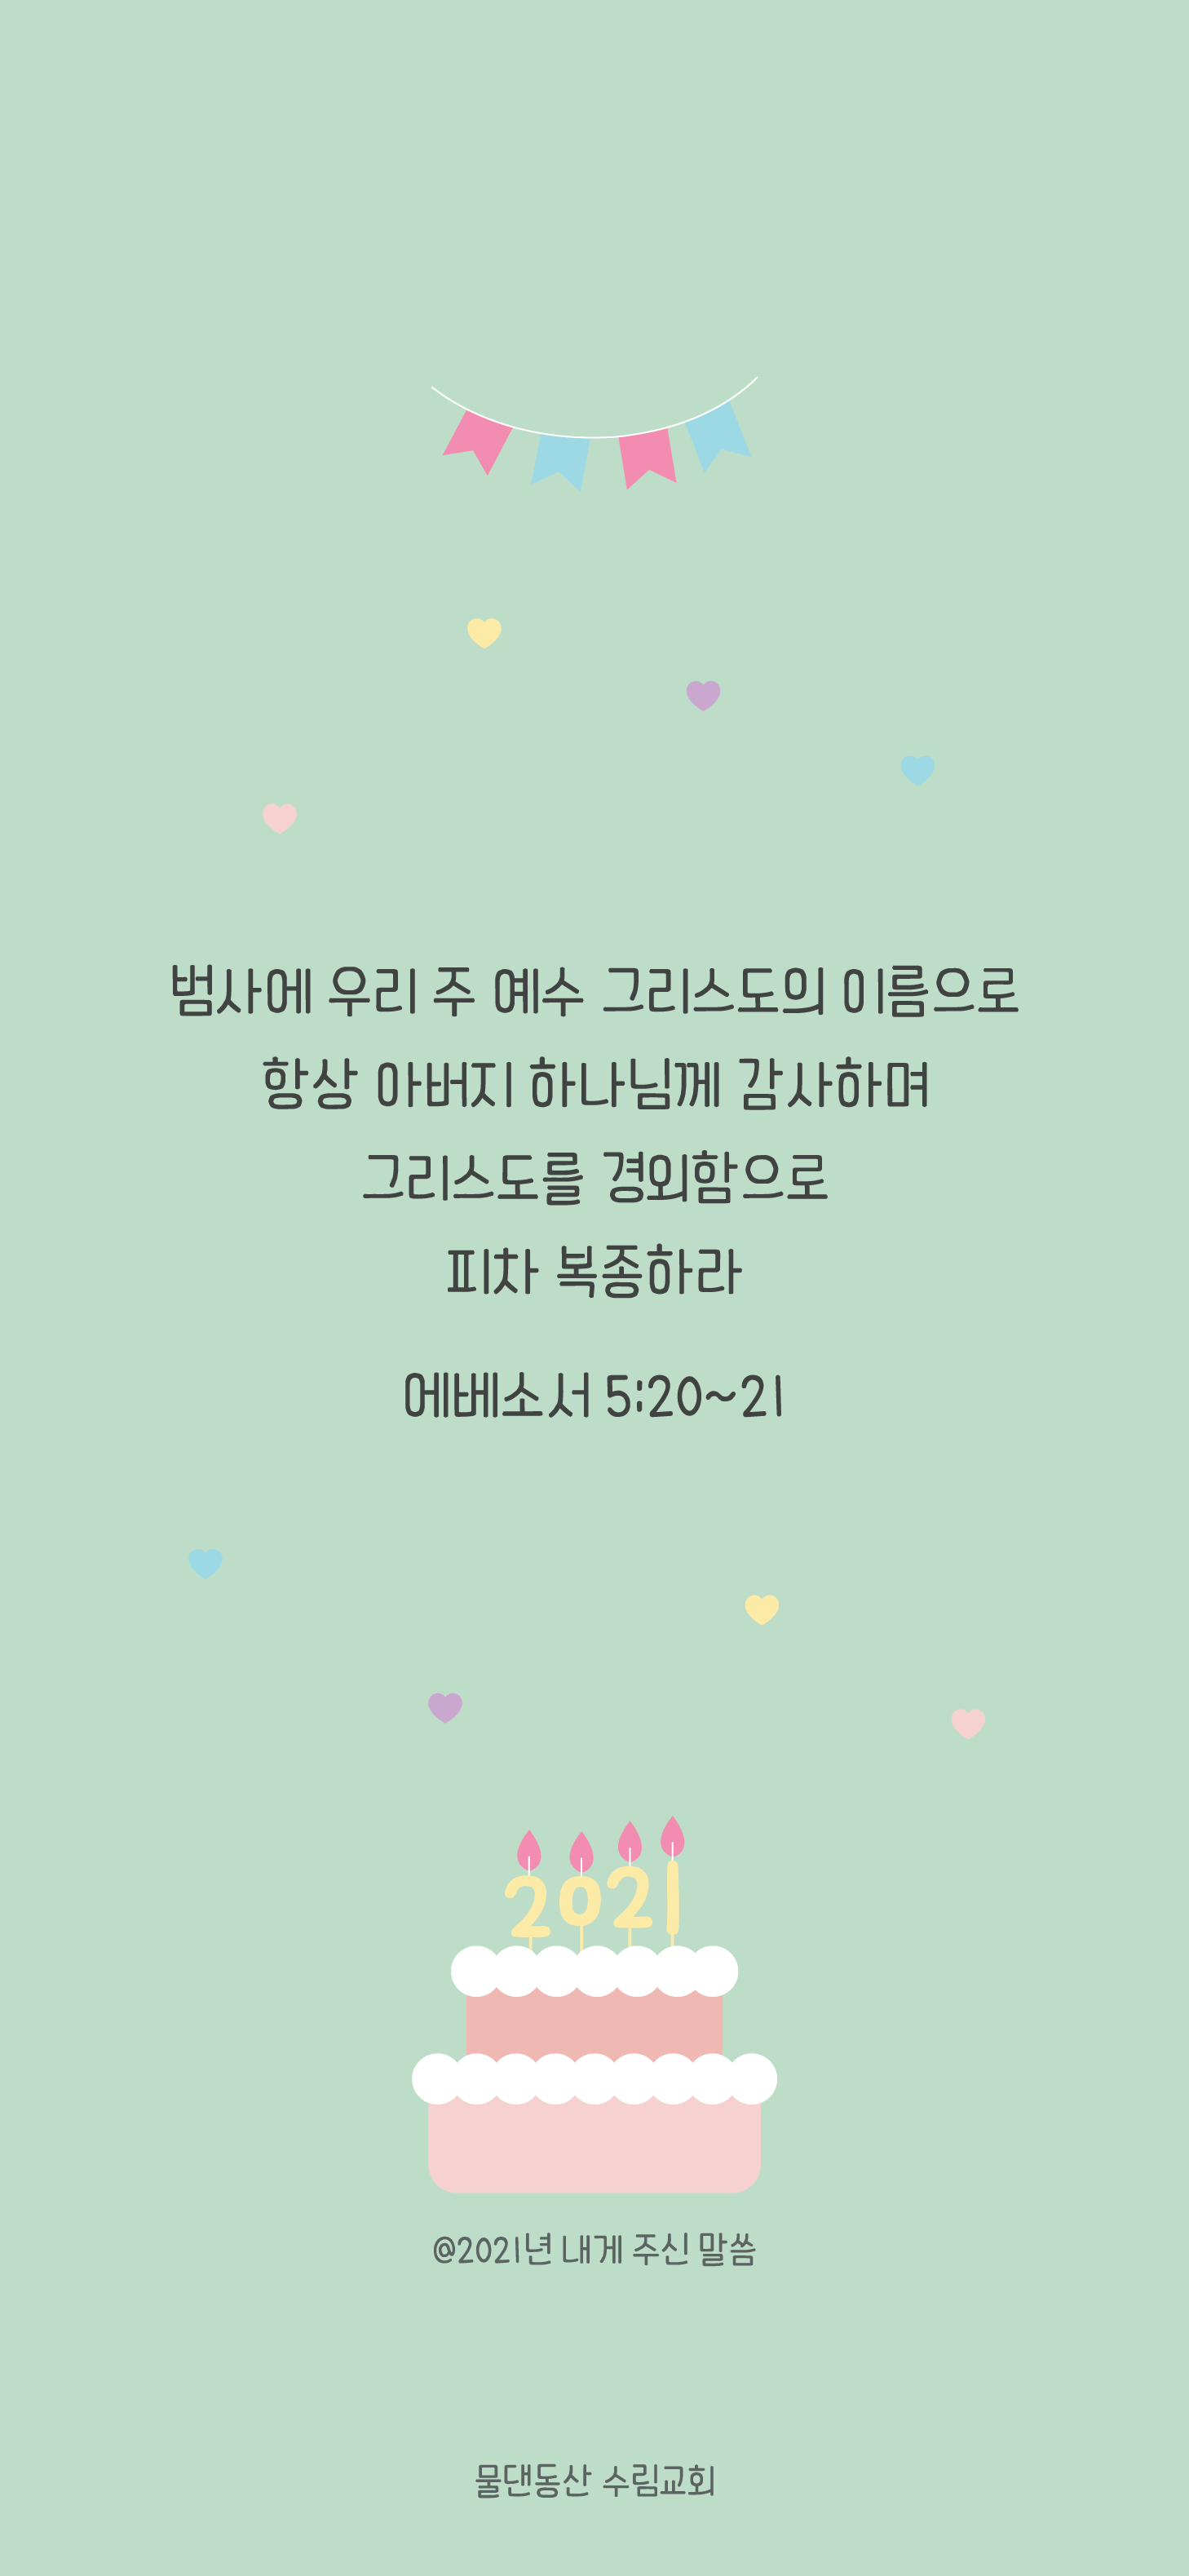 범사에 우리 주 예수 그리스도의 이름으로
항상 아버지 하나님께 감사하며
그리스도를 경외함으로
피차 복종하라
에베소서 5:20~21
2021
@2021년 내게 주신 말씀
물댄동산 수림교회